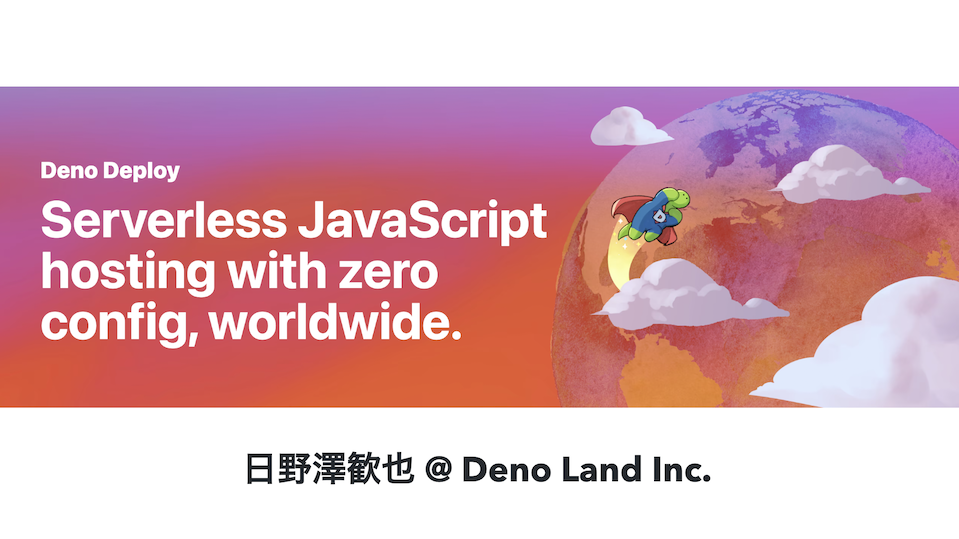 Deno Deploy
Serverless JavaScript
hosting with zero
config, worldwide.
日野澤歓也 @ Deno Land Inc.